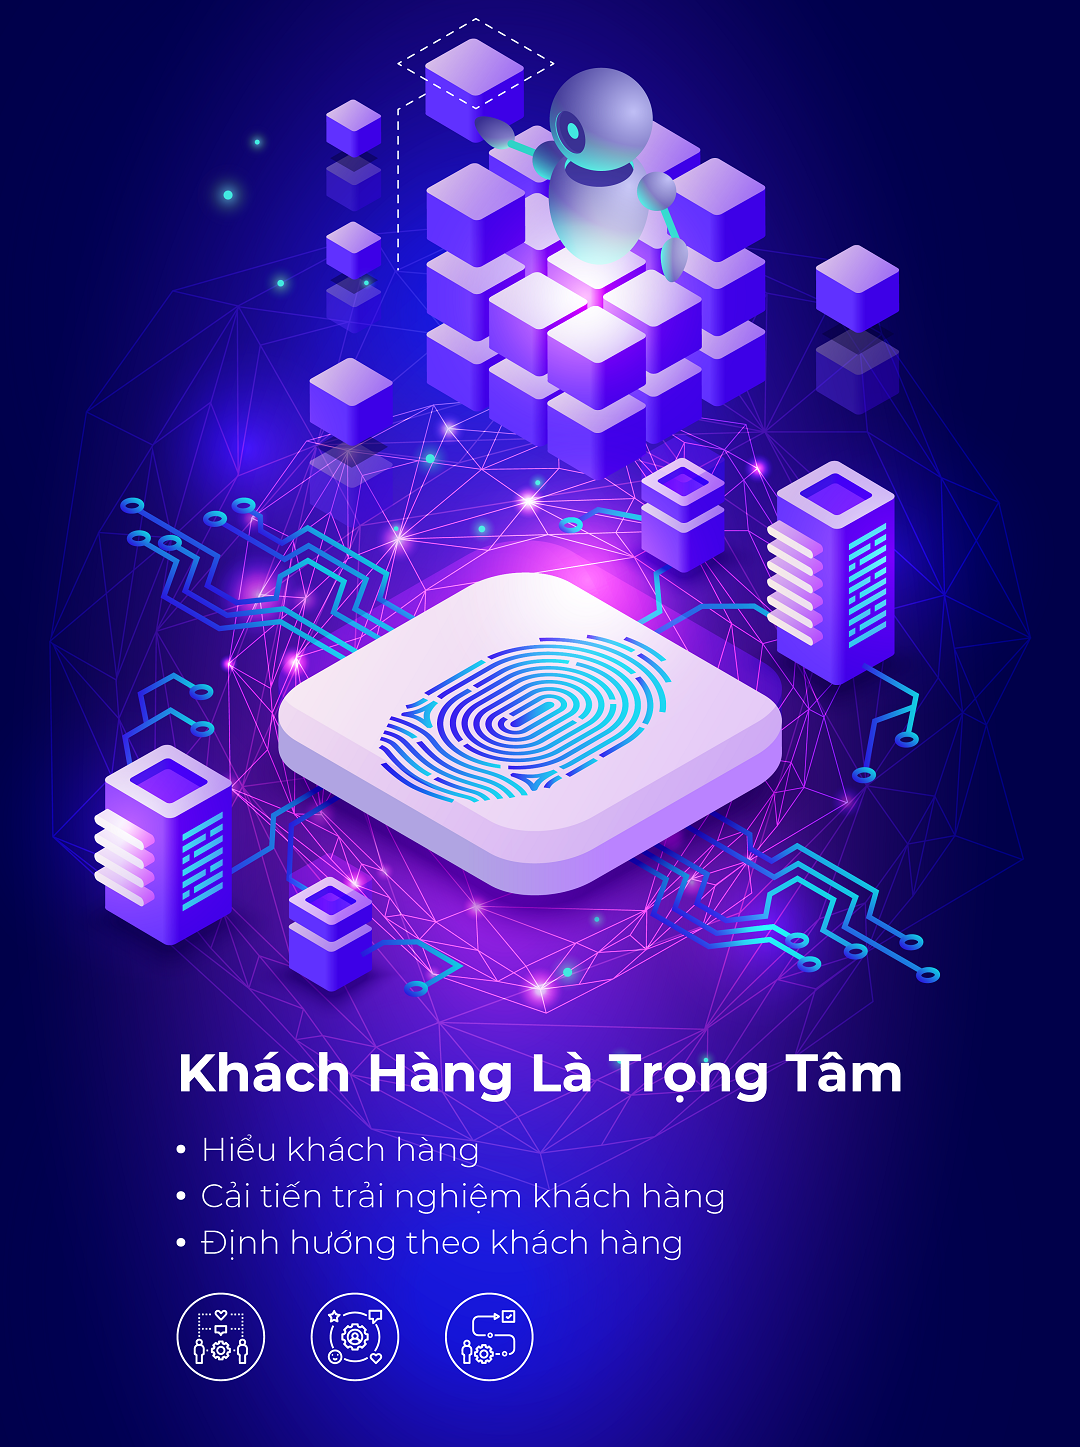 Khách Hàng Là Trọng Tâm
• Hiểu khách hàng
• Cải tiến trải nghiệm khách hàng
• Định hướng theo khách hàng